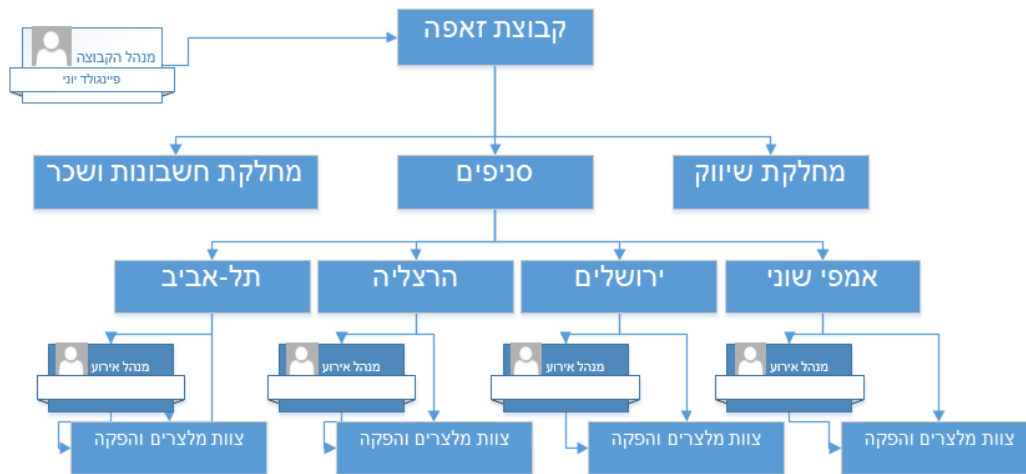 קבוצת זאפה
מנהל הקבוצה
פיינגולד יוני
מחלקת שיווק
סניפים
מחלקת חשבונות ושכר
אמפי שוני
ירושלים
הרצליה
תל-אביב
מנהל אירוע
מנהל אירוע
מנהל אירוע
מנהל אירוע
צוות מלצרים והפקה
צוות מלצרים והפקה
צוות מלצרים והפקה
צוות מלצרים והפקה